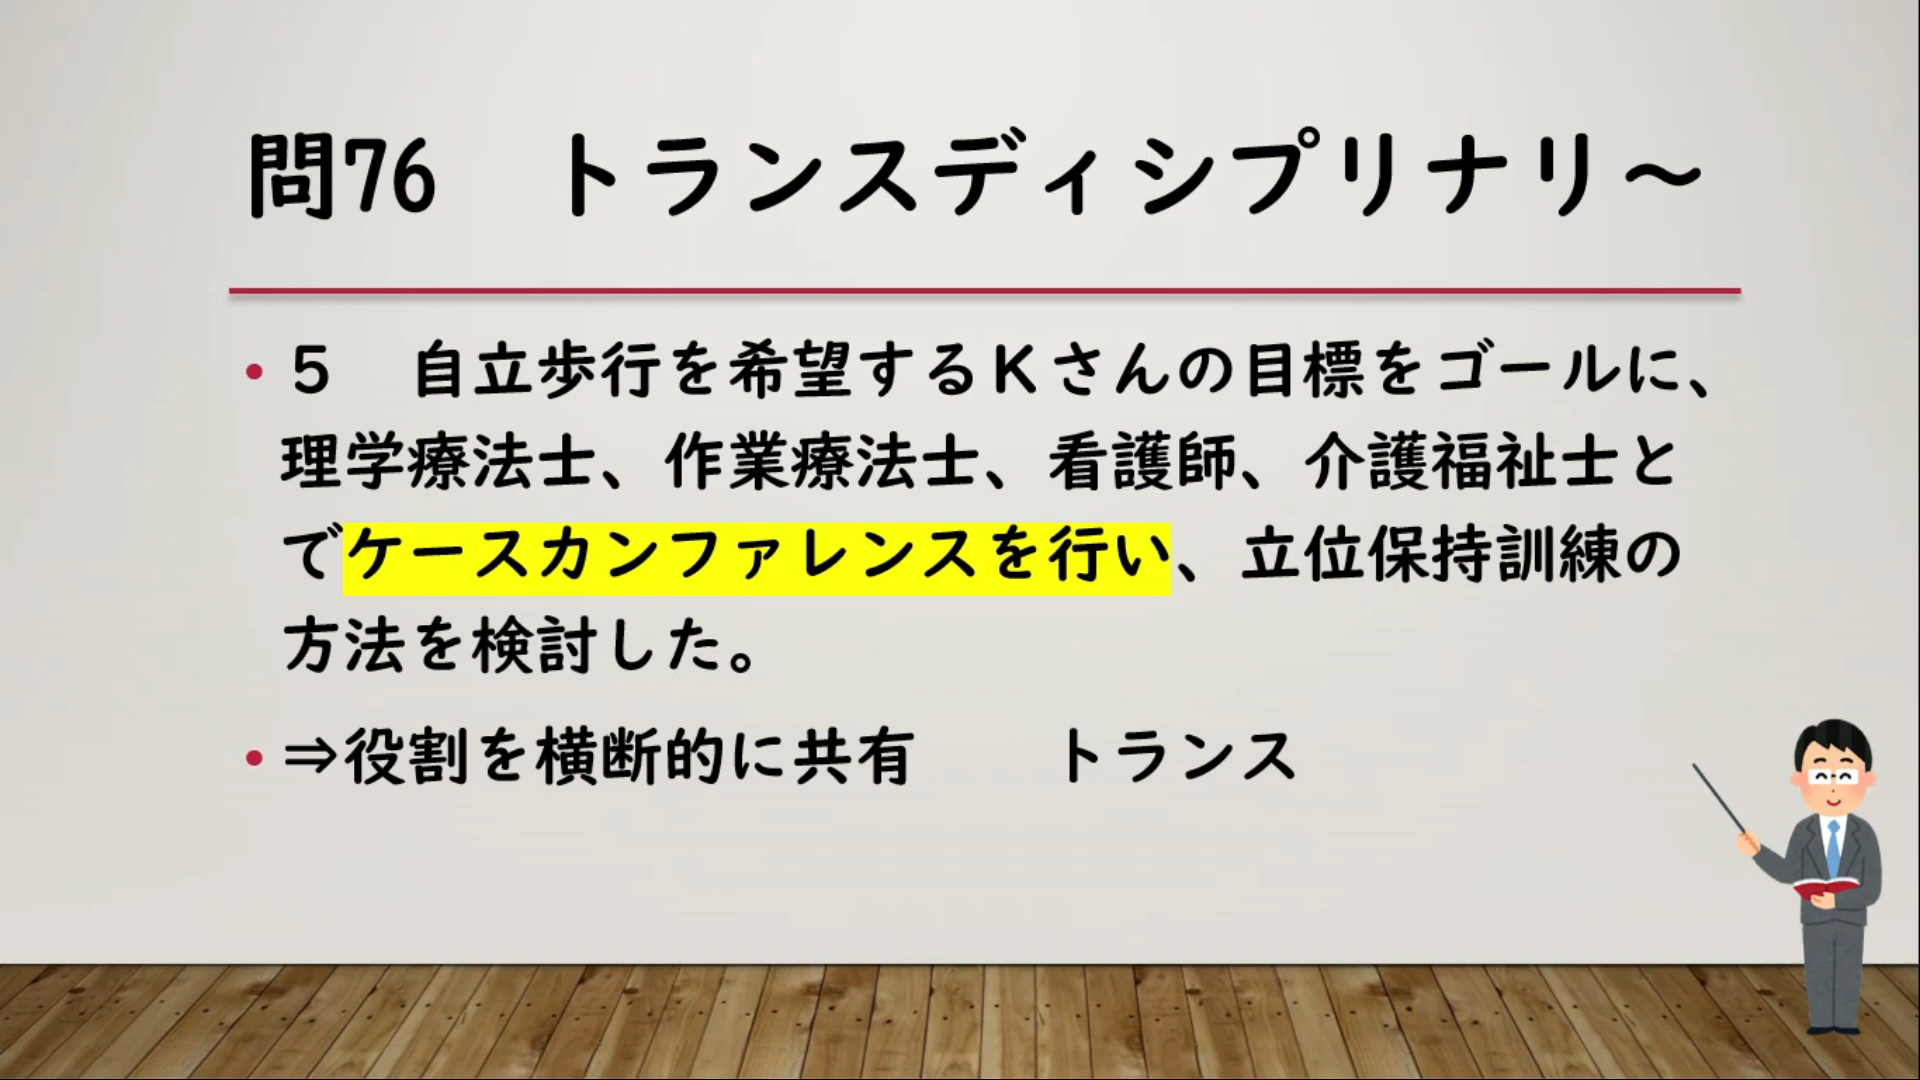 問76　トランスディシプリナリ～
• 5　自立歩行を希望するKさんの目標をゴールに、
理学療法士、作業療法士、看護師、介護福祉士と
でケースカンファレンスを行い、立位保持訓練の
方法を検討した。
• ⇒役割を横断的に共有　　トランス